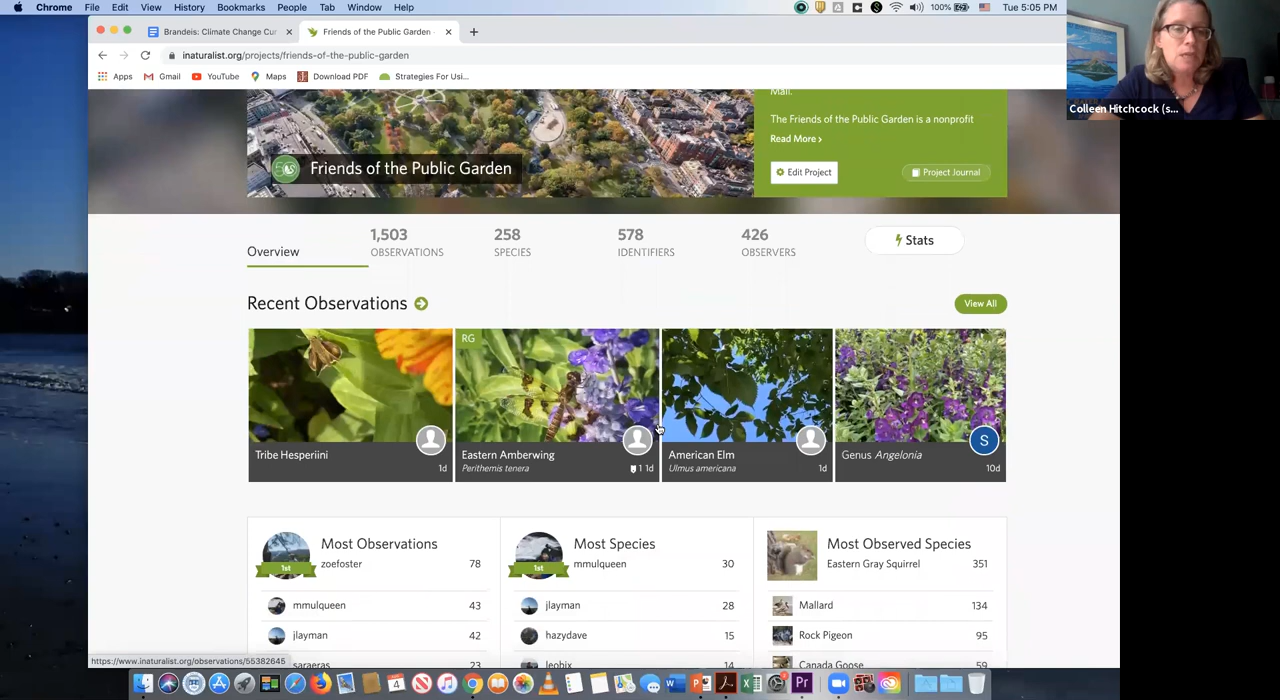 Chrome File Edit View History Bookmarks People Tab Window Help 100% Tue 5:05 PM
Brandeis: Climate Change Cur Friends of the Public Garden
inaturalist.org/projects/friends-of-the-public-garden
Apps Gmail YouTube Maps Download PDF Strategies For Usi...
Colleen Hitchcock (s...
Mall.
The Friends of the Public Garden is a nonprofit
Read More >
50 Friends of the Public Garden
Edit Project Project Journal
Overview
1,503 OBSERVATIONS
258 SPECIES
578 IDENTIFIERS
426 OBSERVERS
Stats
Recent Observations View All
RG
Tribe Hesperiini
1d
Eastern Amberwing
Perithemis tenera
1 1d
American Elm
Ulmus americana
1d
S
Genus Angelonia
10d
Most Observations
1st zoefoster 78
mmulqueen 43
jlayman 42
saraeras 23
Most Species
1st mmulqueen 30
jlayman 28
hazydave 15
leobix 14
Most Observed Species
Eastern Gray Squirrel 351
Mallard 134
Rock Pigeon 95
Canada Goose 59
https://www.inaturalist.org/observations/55382645